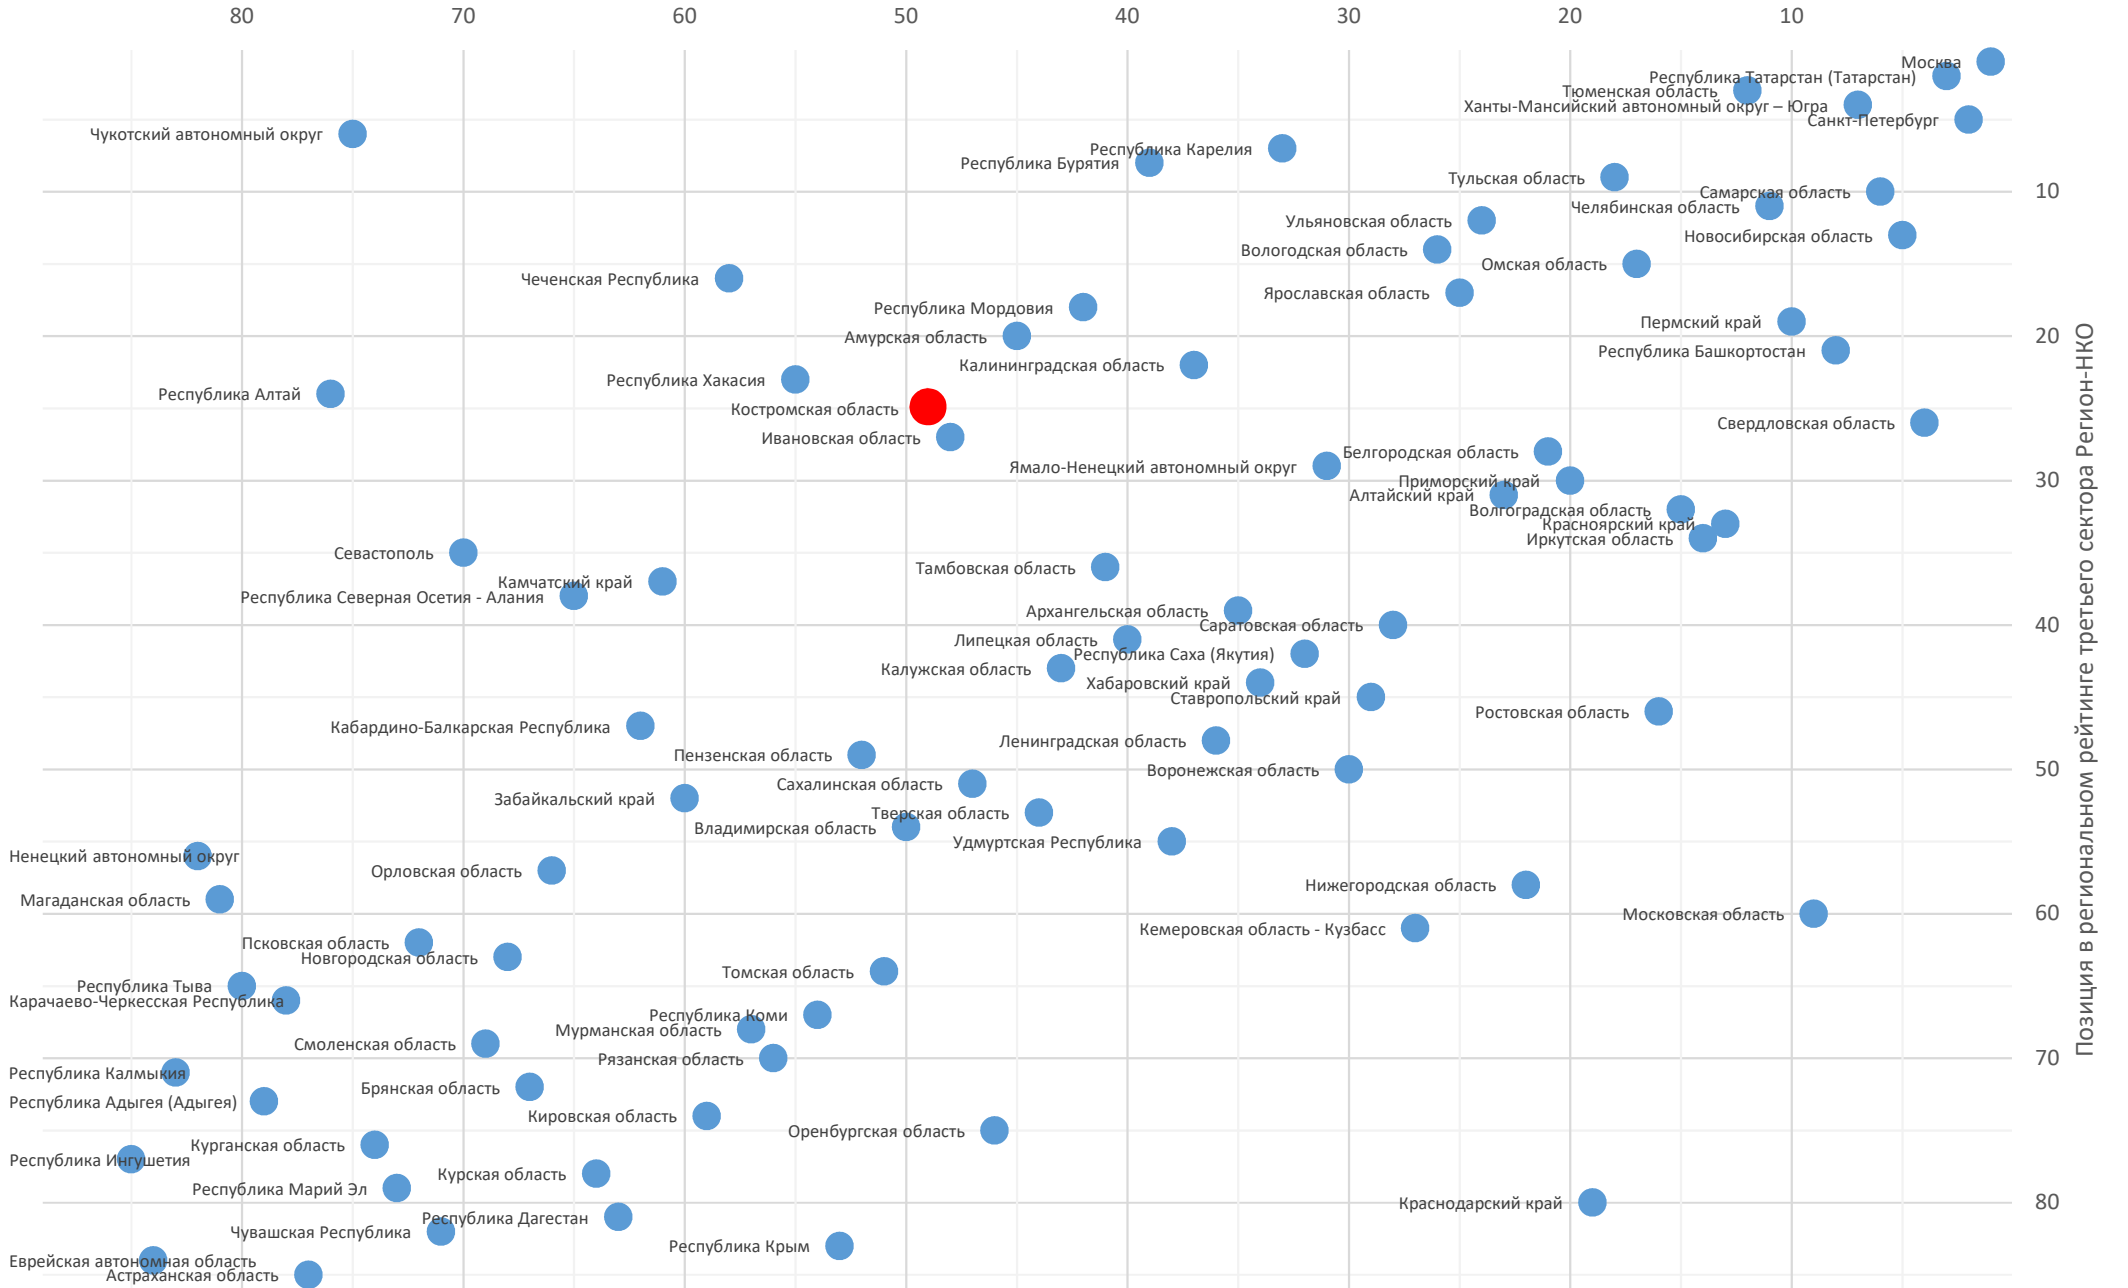 80 70 60 50 40 30 20 10
Москва
Республика Татарстан (Татарстан)
Тюменская область
Ханты-Мансийский автономный округ – Югра
Санкт-Петербург
Чукотский автономный округ
Республика Карелия
Республика Бурятия
Тульская область
Самарская область
10
Челябинская область
Ульяновская область
Новосибирская область
Вологодская область
Омская область
Чеченская Республика
Ярославская область
Республика Мордовия
Пермский край
Амурская область
20
Республика Башкортостан
Калининградская область
Республика Хакасия
Республика Алтай
Костромская область
Свердловская область
Ивановская область
Белгородская область
Ямало-Ненецкий автономный округ
Приморский край
30
Алтайский край
Волгоградская область
Красноярский край
Иркутская область
Севастополь
Тамбовская область
Камчатский край
Республика Северная Осетия - Алания
Архангельская область
Саратовская область
40
Липецкая область
Республика Саха (Якутия)
Калужская область
Хабаровский край
Ставропольский край
Ростовская область
Кабардино-Балкарская Республика
Ленинградская область
Пензенская область
Воронежская область
50
Сахалинская область
Забайкальский край
Тверская область
Владимирская область
Удмуртская Республика
Ненецкий автономный округ
Орловская область
Нижегородская область
Магаданская область
Московская область
60
Кемеровская область - Кузбасс
Псковская область
Новгородская область
Томская область
Республика Тыва
Карачаево-Черкесская Республика
Республика Коми
Мурманская область
Смоленская область
Рязанская область
70
Республика Калмыкия
Брянская область
Республика Адыгея (Адыгея)
Кировская область
Оренбургская область
Курганская область
Республика Ингушетия
Курская область
Республика Марий Эл
Краснодарский край
80
Республика Дагестан
Чувашская Республика
Республика Крым
Еврейская автономная область
Астраханская область
Позиция в региональном рейтинге третьего сектора Регион-НКО